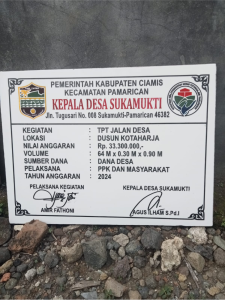 PEMERINTAH KABUPATEN CIAMIS
KECAMATAN PAMARICAN
KEPALA DESA SUKAMUKTI
Jln. Tugusari No. 008 Sukamukti-Pamarican 46382
KEGIATAN : TPT JALAN DESA
LOKASI : DUSUN KOTAHARJA
NILAI ANGGARAN : Rp. 33.300.000,-
VOLUME : 64 M x 0.30 M x 0.90 M
SUMBER DANA : DANA DESA
PELAKSANA : PPK DAN MASYARAKAT
TAHUN ANGGARAN : 2024
PELAKSANA KEGIATAN KEPALA DESA SUKAMUKTI
AMIR FATHONI AGUS ILHAM S.Pd.I